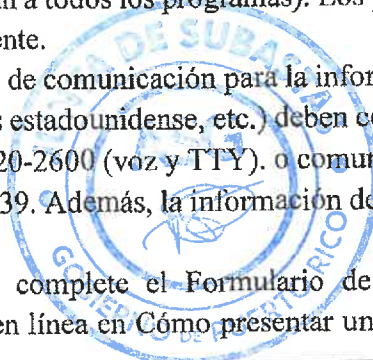 a todos los programas). Los
ente.
de comunicación para la infor
s estadounidense, etc.) deben co
20-2600 (voz y TTY). o comun
39. Además, la información de
complete el Formulario de
en línea en Cómo presentar un
DE SUBASTA
GOBIERNO DE PUERTO RICO